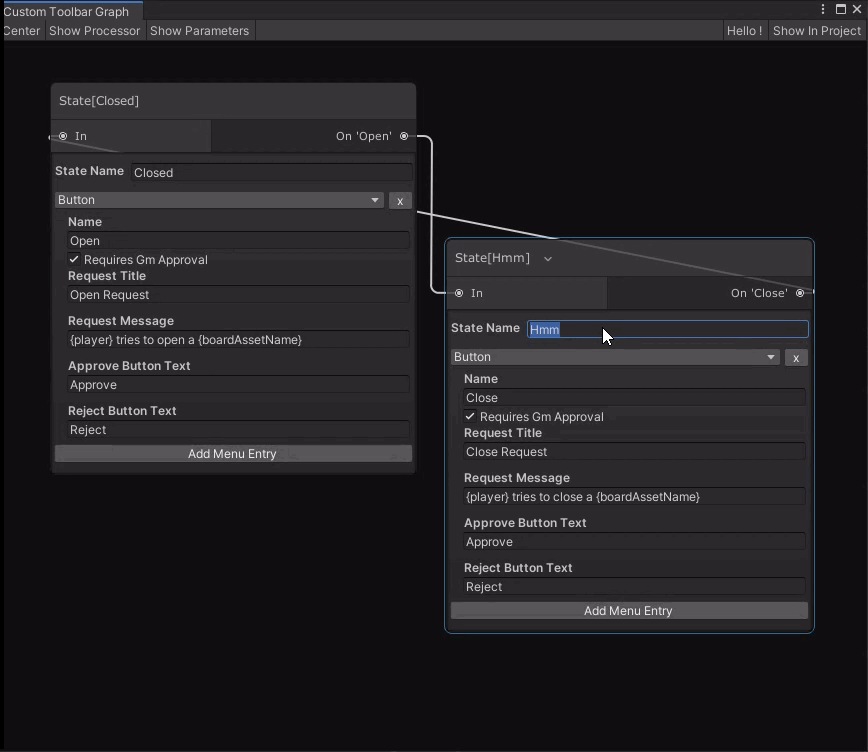 Custom Toolbar Graph
Center Show Processor Show Parameters Hello ! Show In Project
State[Closed]
In On 'Open'
State Name Closed
Button x
Name
Open
Requires Gm Approval
Request Title
Open Request
Request Message
{player} tries to open a {boardAssetName}
Approve Button Text
Approve
Reject Button Text
Reject
Add Menu Entry
State[Hmm]
In On 'Close'
State Name Hmm
Button x
Name
Close
Requires Gm Approval
Request Title
Close Request
Request Message
{player} tries to close a {boardAssetName}
Approve Button Text
Approve
Reject Button Text
Reject
Add Menu Entry